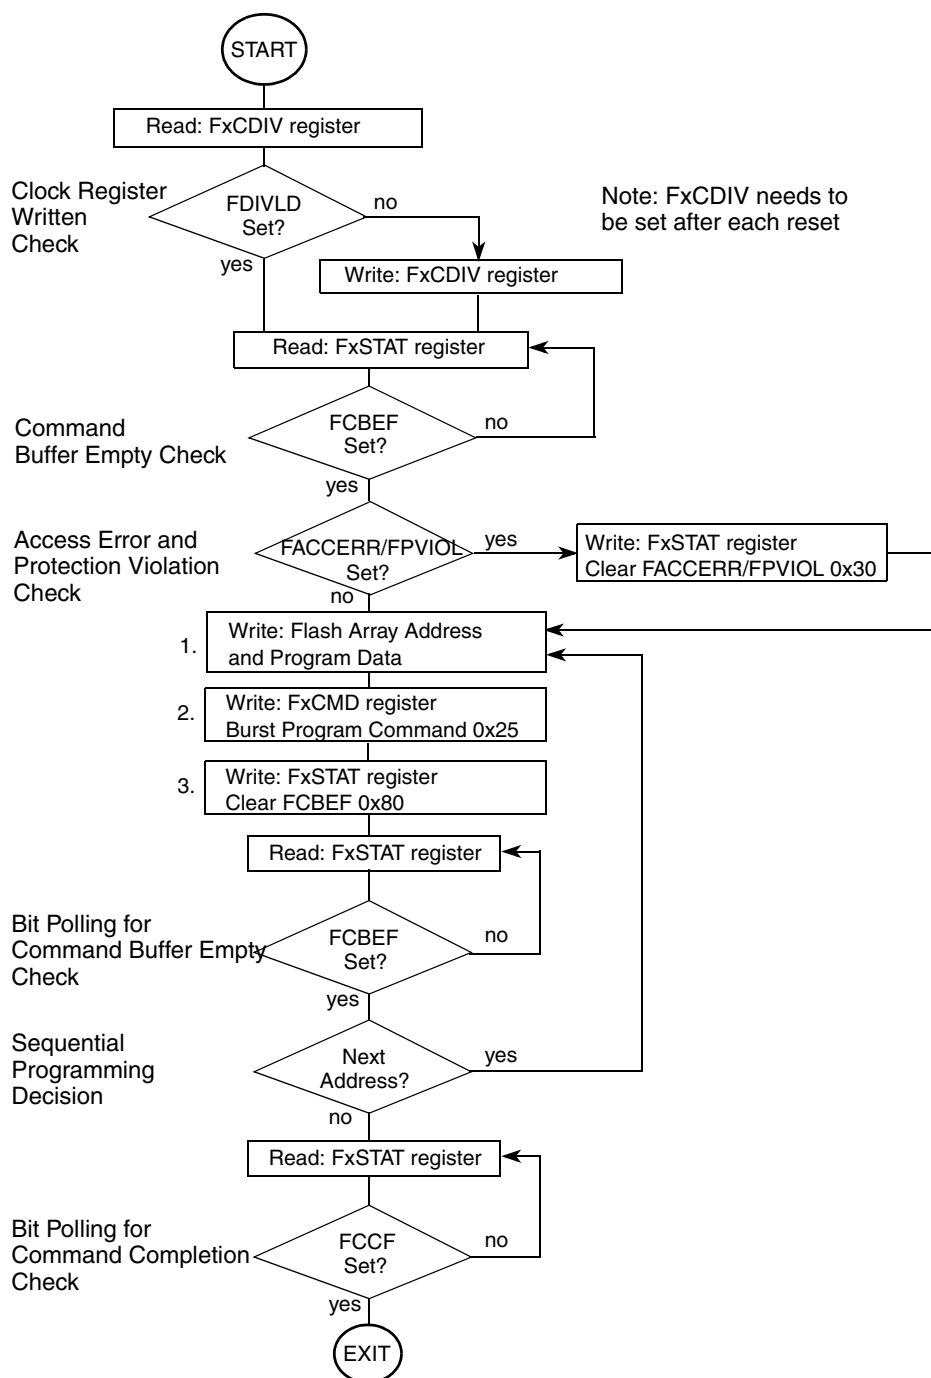 START
Read: FxCDIV register
Clock Register
Written
Check
FDIVLD
Set?
no
yes
Note: FxCDIV needs to
be set after each reset
Write: FxCDIV register
Read: FxSTAT register
Command
Buffer Empty Check
FCBEF
Set?
no
yes
Access Error and
Protection Violation
Check
FACCERR/FPVIOL
Set?
yes
no
Write: FxSTAT register
Clear FACCERR/FPVIOL 0x30
1.
Write: Flash Array Address
and Program Data
2.
Write: FxCMD register
Burst Program Command 0x25
3.
Write: FxSTAT register
Clear FCBEF 0x80
Read: FxSTAT register
Bit Polling for
Command Buffer Empty
Check
FCBEF
Set?
no
yes
Sequential
Programming
Decision
Next
Address?
yes
no
Read: FxSTAT register
Bit Polling for
Command Completion
Check
FCCF
Set?
no
yes
EXIT